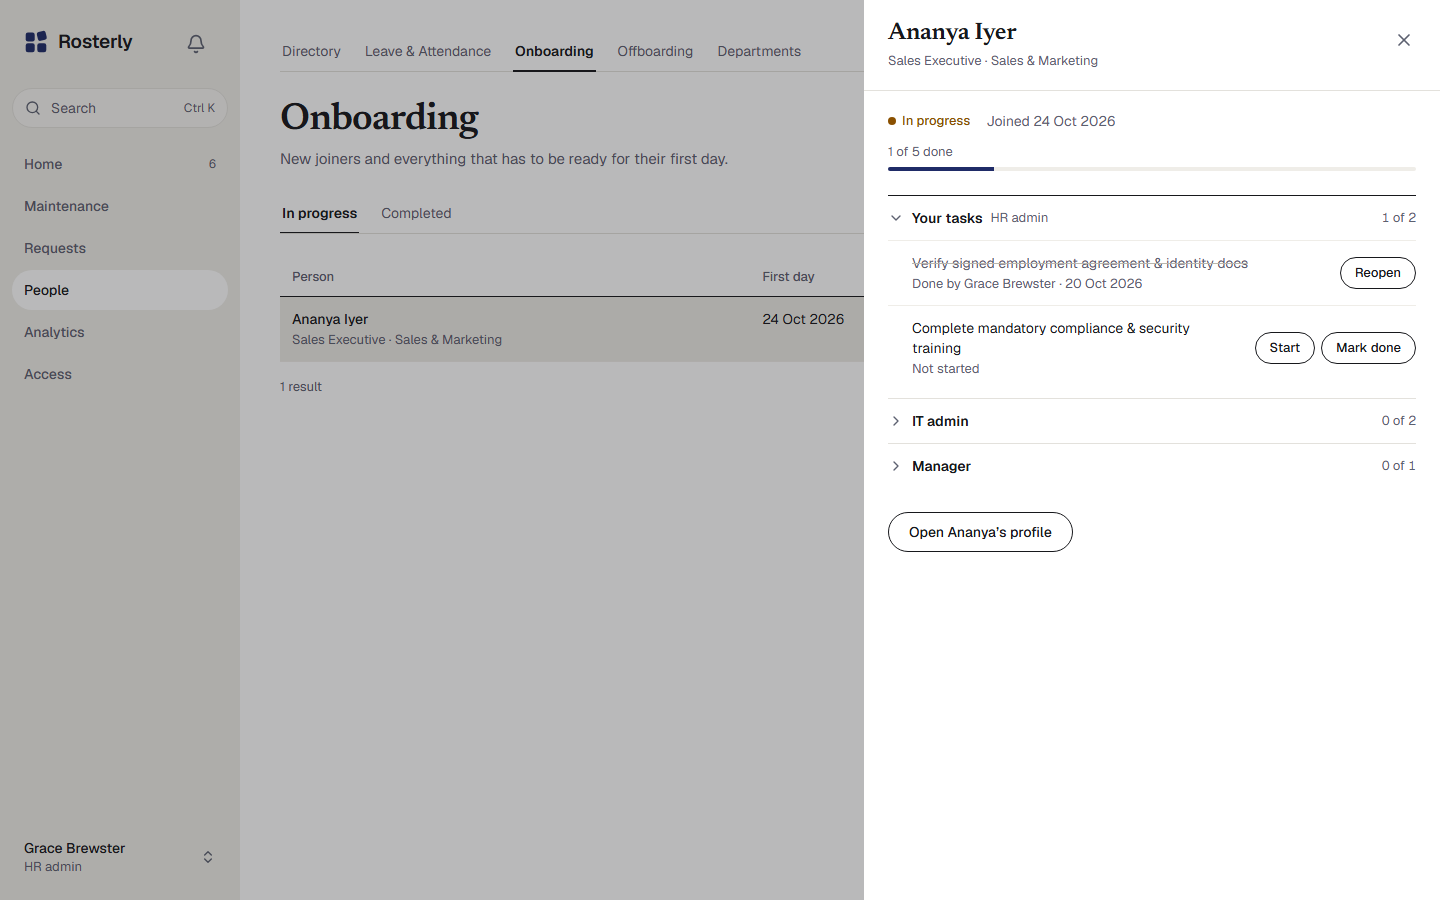 Rosterly
Search Ctrl K
Home 6
Maintenance
Requests
People
Analytics
Access
Grace Brewster
HR admin
Directory Leave & Attendance Onboarding Offboarding Departments
Onboarding
New joiners and everything that has to be ready for their first day.
In progress Completed
Person First day
Ananya Iyer 24 Oct 2026
Sales Executive · Sales & Marketing
1 result
Ananya Iyer
Sales Executive · Sales & Marketing
In progress Joined 24 Oct 2026
1 of 5 done
Your tasks HR admin 1 of 2
Verify signed employment agreement & identity docs
Done by Grace Brewster · 20 Oct 2026
Reopen
Complete mandatory compliance & security
training
Not started
Start Mark done
IT admin 0 of 2
Manager 0 of 1
Open Ananya's profile